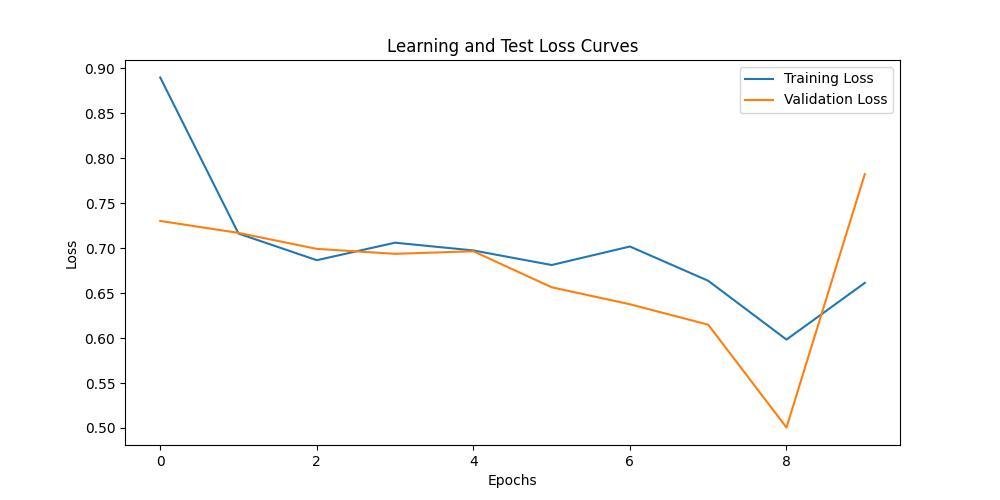 Learning and Test Loss Curves
Training Loss
Validation Loss
0.90
0.85
0.80
0.75
0.70
0.65
0.60
0.55
0.50
Loss
0 2 4 6 8
Epochs